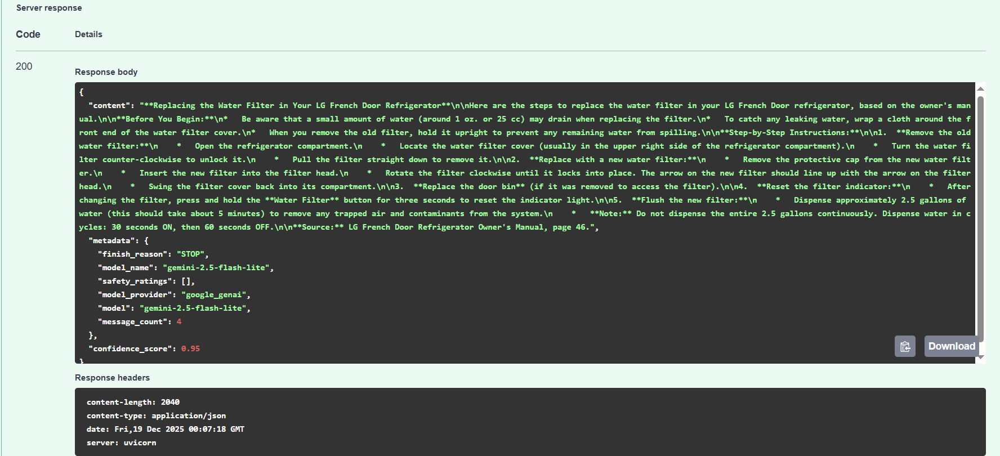 Server response
Code Details
200
Response body
{
  "content": "**Replacing the Water Filter in Your LG French Door Refrigerator**\n\nHere are the steps to replace the water filter in your LG French Door refrigerator, based on the owner's man
ual.\n\n**Before You Begin:**\n*   Be aware that a small amount of water (around 1 oz. or 25 cc) may drain when replacing the filter.\n*   To catch any leaking water, wrap a cloth around the f
ront end of the water filter cover.\n*   When you remove the old filter, hold it upright to prevent any remaining water from spilling.\n\n**Step-by-Step Instructions:**\n\n1.  **Remove the old
water filter:**\n    *   Open the refrigerator compartment.\n    *   Locate the water filter cover (usually in the upper right side of the refrigerator compartment).\n    *   Turn the water fi
lter counter-clockwise to unlock it.\n    *   Pull the filter straight down to remove it.\n\n2.  **Replace with a new water filter:**\n    *   Remove the protective cap from the new water filt
er.\n    *   Insert the new filter into the filter head.\n    *   Rotate the filter clockwise until it locks into place. The arrow on the new filter should line up with the arrow on the filter
head.\n    *   Swing the filter cover back into its compartment.\n\n3.  **Replace the door bin** (if it was removed to access the filter).\n\n4.  **Reset the filter indicator:**\n    *   After
changing the filter, press and hold the **Water Filter** button for three seconds to reset the indicator light.\n\n5.  **Flush the new filter:**\n    *   Dispense approximately 2.5 gallons of
water (this should take about 5 minutes) to remove any trapped air and contaminants from the system.\n    *   **Note:** Do not dispense the entire 2.5 gallons continuously. Dispense water in c
ycles: 30 seconds ON, then 60 seconds OFF.\n\n**Source:** LG French Door Refrigerator Owner's Manual, page 46.",
  "metadata": {
    "finish_reason": "STOP",
    "model_name": "gemini-2.5-flash-lite",
    "safety_ratings": [],
    "model_provider": "google_genai",
    "model": "gemini-2.5-flash-lite",
    "message_count": 4
  },
  "confidence_score": 0.95
}
Download
Response headers
content-length: 2040
content-type: application/json
date: Fri,19 Dec 2025 00:07:18 GMT
server: uvicorn